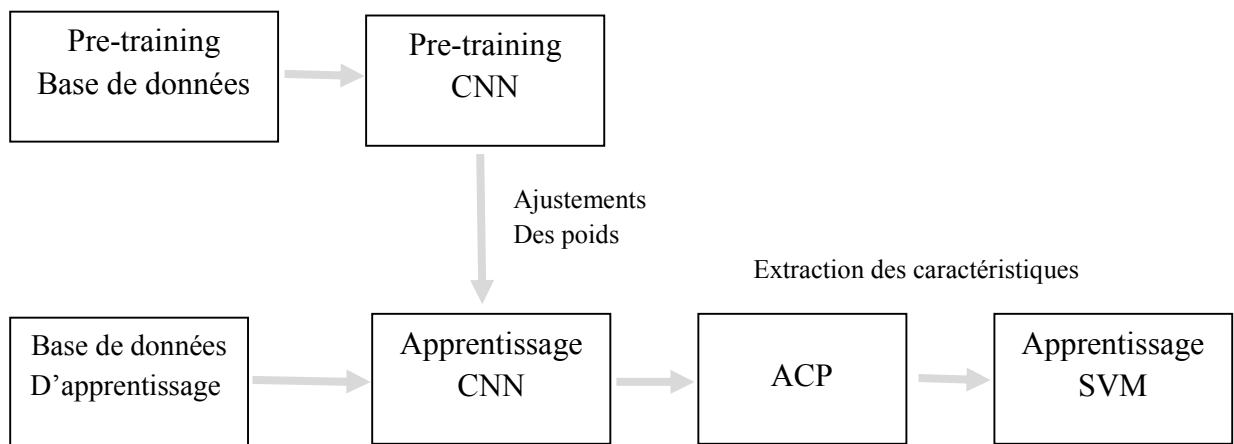 Pre-training
Base de données
Pre-training
CNN
Ajustements
Des poids
Extraction des caractéristiques
Base de données
D’apprentissage
Apprentissage
CNN
ACP
Apprentissage
SVM